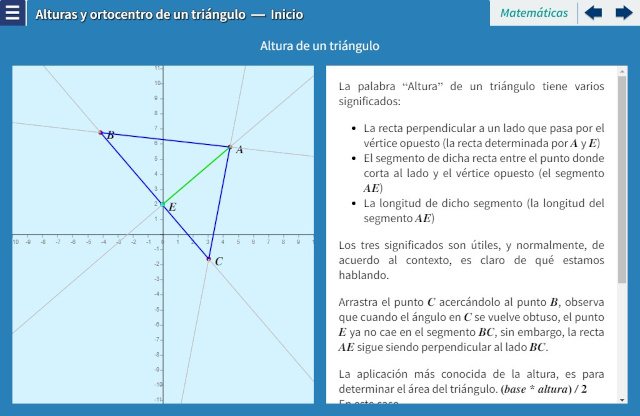 Alturas y ortocentro de un triángulo — Inicio
Matemáticas
Altura de un triángulo
La palabra “Altura” de un triángulo tiene varios
significados:
• La recta perpendicular a un lado que pasa por el
vértice opuesto (la recta determinada por A y E)
• El segmento de dicha recta entre el punto donde
corta al lado y el vértice opuesto (el segmento
AE)
• La longitud de dicho segmento (la longitud del
segmento AE)
Los tres significados son útiles, y normalmente, de
acuerdo al contexto, es claro de qué estamos
hablando.
Arrastra el punto C acercándolo al punto B, observa
que cuando el ángulo en C se vuelve obtuso, el punto
E ya no cae en el segmento BC, sin embargo, la recta
AE sigue siendo perpendicular al lado BC.
La aplicación más conocida de la altura, es para
determinar el área del triángulo. (base * altura) / 2
En este caso
B
A
E
C